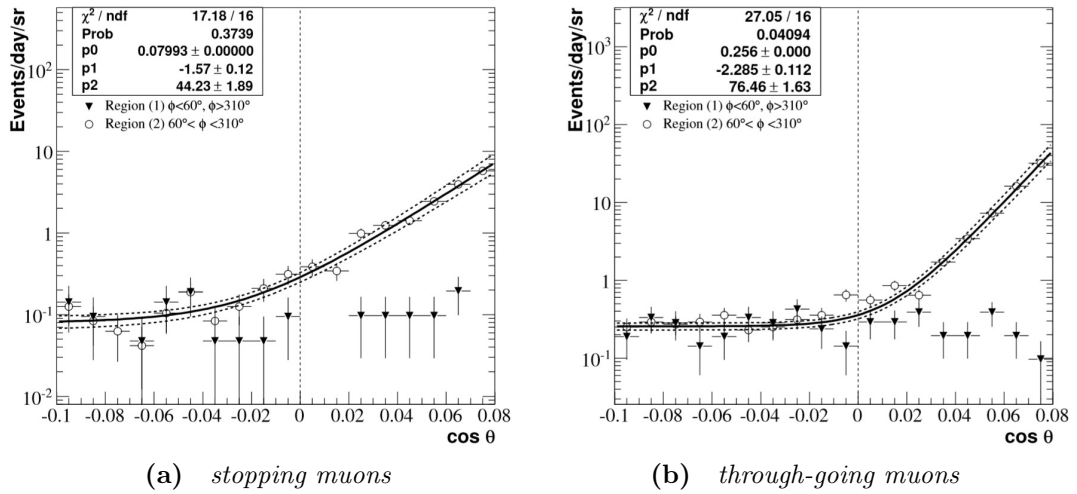 χ² / ndf 17.18 / 16
Prob 0.3739
p0 0.07993 ± 0.00000
p1 -1.57 ± 0.12
p2 44.23 ± 1.89
Region (1) ϕ<60°, ϕ>310°
Region (2) 60°< ϕ <310°
Events/day/sr
10²
10
1
10⁻¹
10⁻²
-0.1 -0.08 -0.06 -0.04 -0.02 0 0.02 0.04 0.06 0.08
cos θ
(a) stopping muons
χ² / ndf 27.05 / 16
Prob 0.04094
p0 0.256 ± 0.000
p1 -2.285 ± 0.112
p2 76.46 ± 1.63
Region (1) ϕ<60°, ϕ>310°
Region (2) 60°< ϕ <310°
Events/day/sr
10³
10²
10
1
10⁻¹
-0.1 -0.08 -0.06 -0.04 -0.02 0 0.02 0.04 0.06 0.08
cos θ
(b) through-going muons